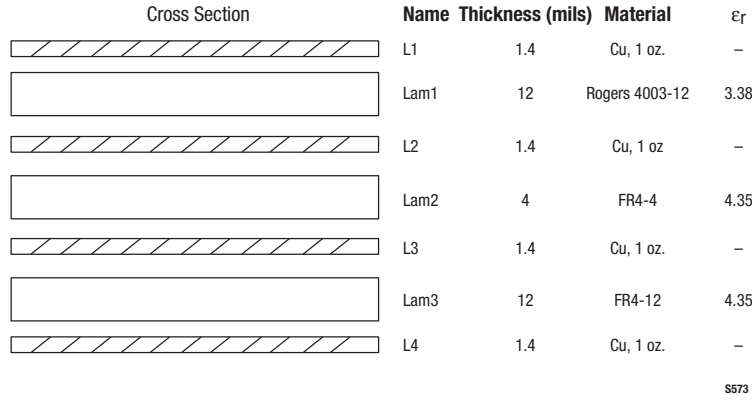 Cross Section Name Thickness (mils) Material εr
L1 1.4 Cu, 1 oz. –
Lam1 12 Rogers 4003-12 3.38
L2 1.4 Cu, 1 oz –
Lam2 4 FR4-4 4.35
L3 1.4 Cu, 1 oz. –
Lam3 12 FR4-12 4.35
L4 1.4 Cu, 1 oz. –
S573